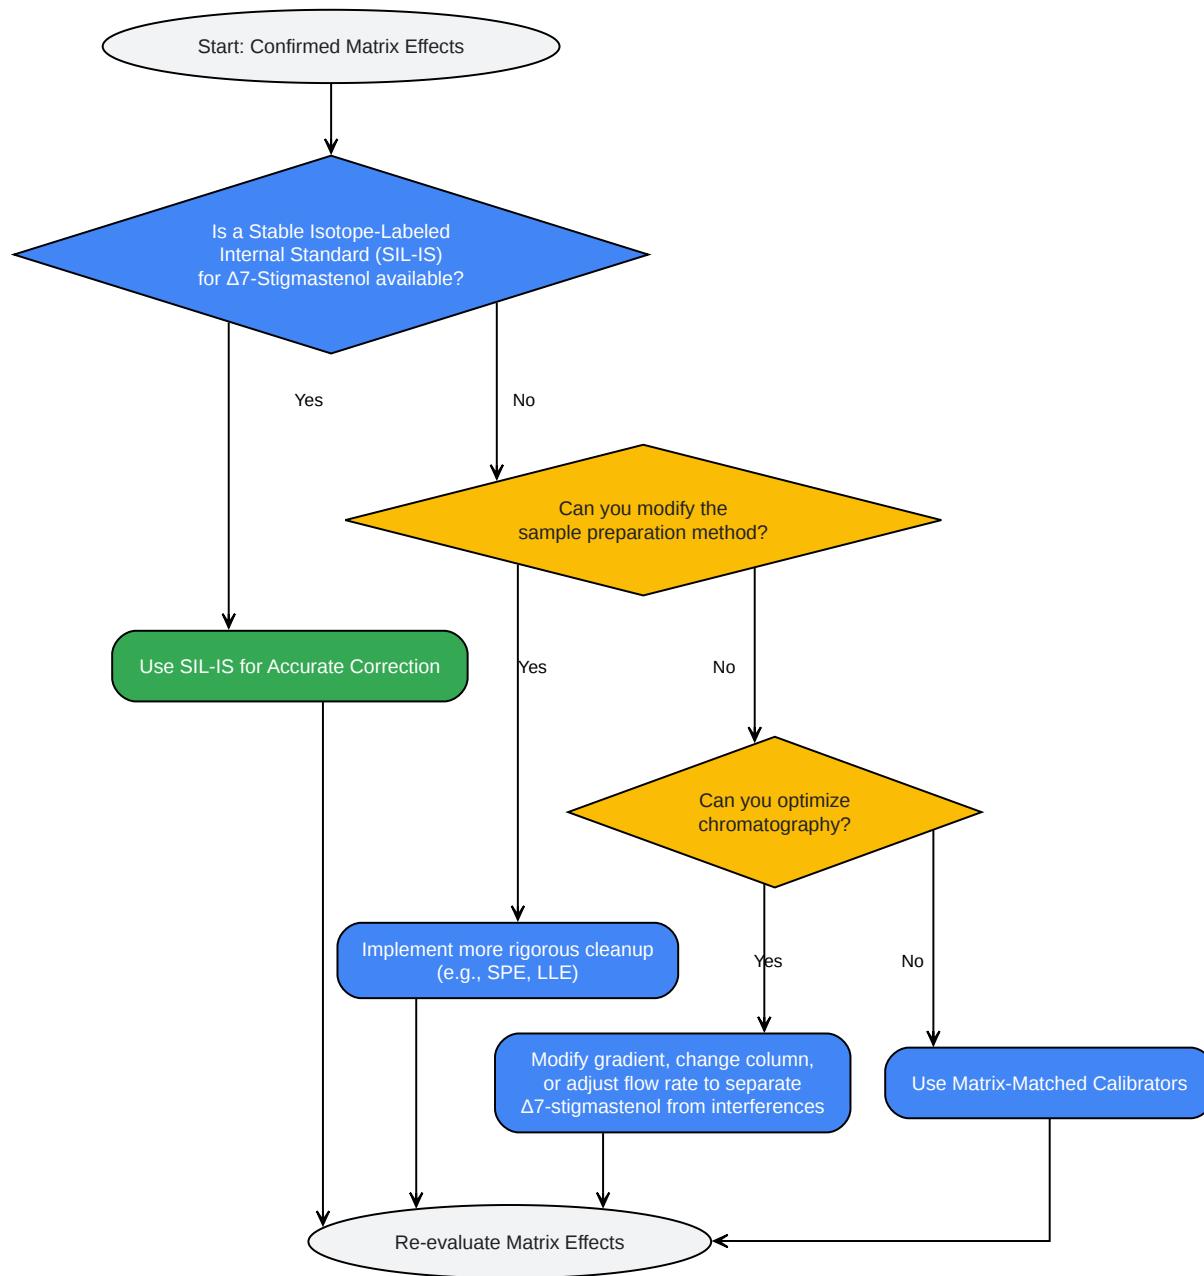 Start: Confirmed Matrix Effects
Is a Stable Isotope-Labeled
Internal Standard (SIL-IS)
for Δ7-Stigmastenol available?
Yes
No
Can you modify the
sample preparation method?
Use SIL-IS for Accurate Correction
Yes
No
Can you optimize
chromatography?
Implement more rigorous cleanup
(e.g., SPE, LLE)
Yes
No
Modify gradient, change column,
or adjust flow rate to separate
Δ7-stigmastenol from interferences
Use Matrix-Matched Calibrators
Re-evaluate Matrix Effects